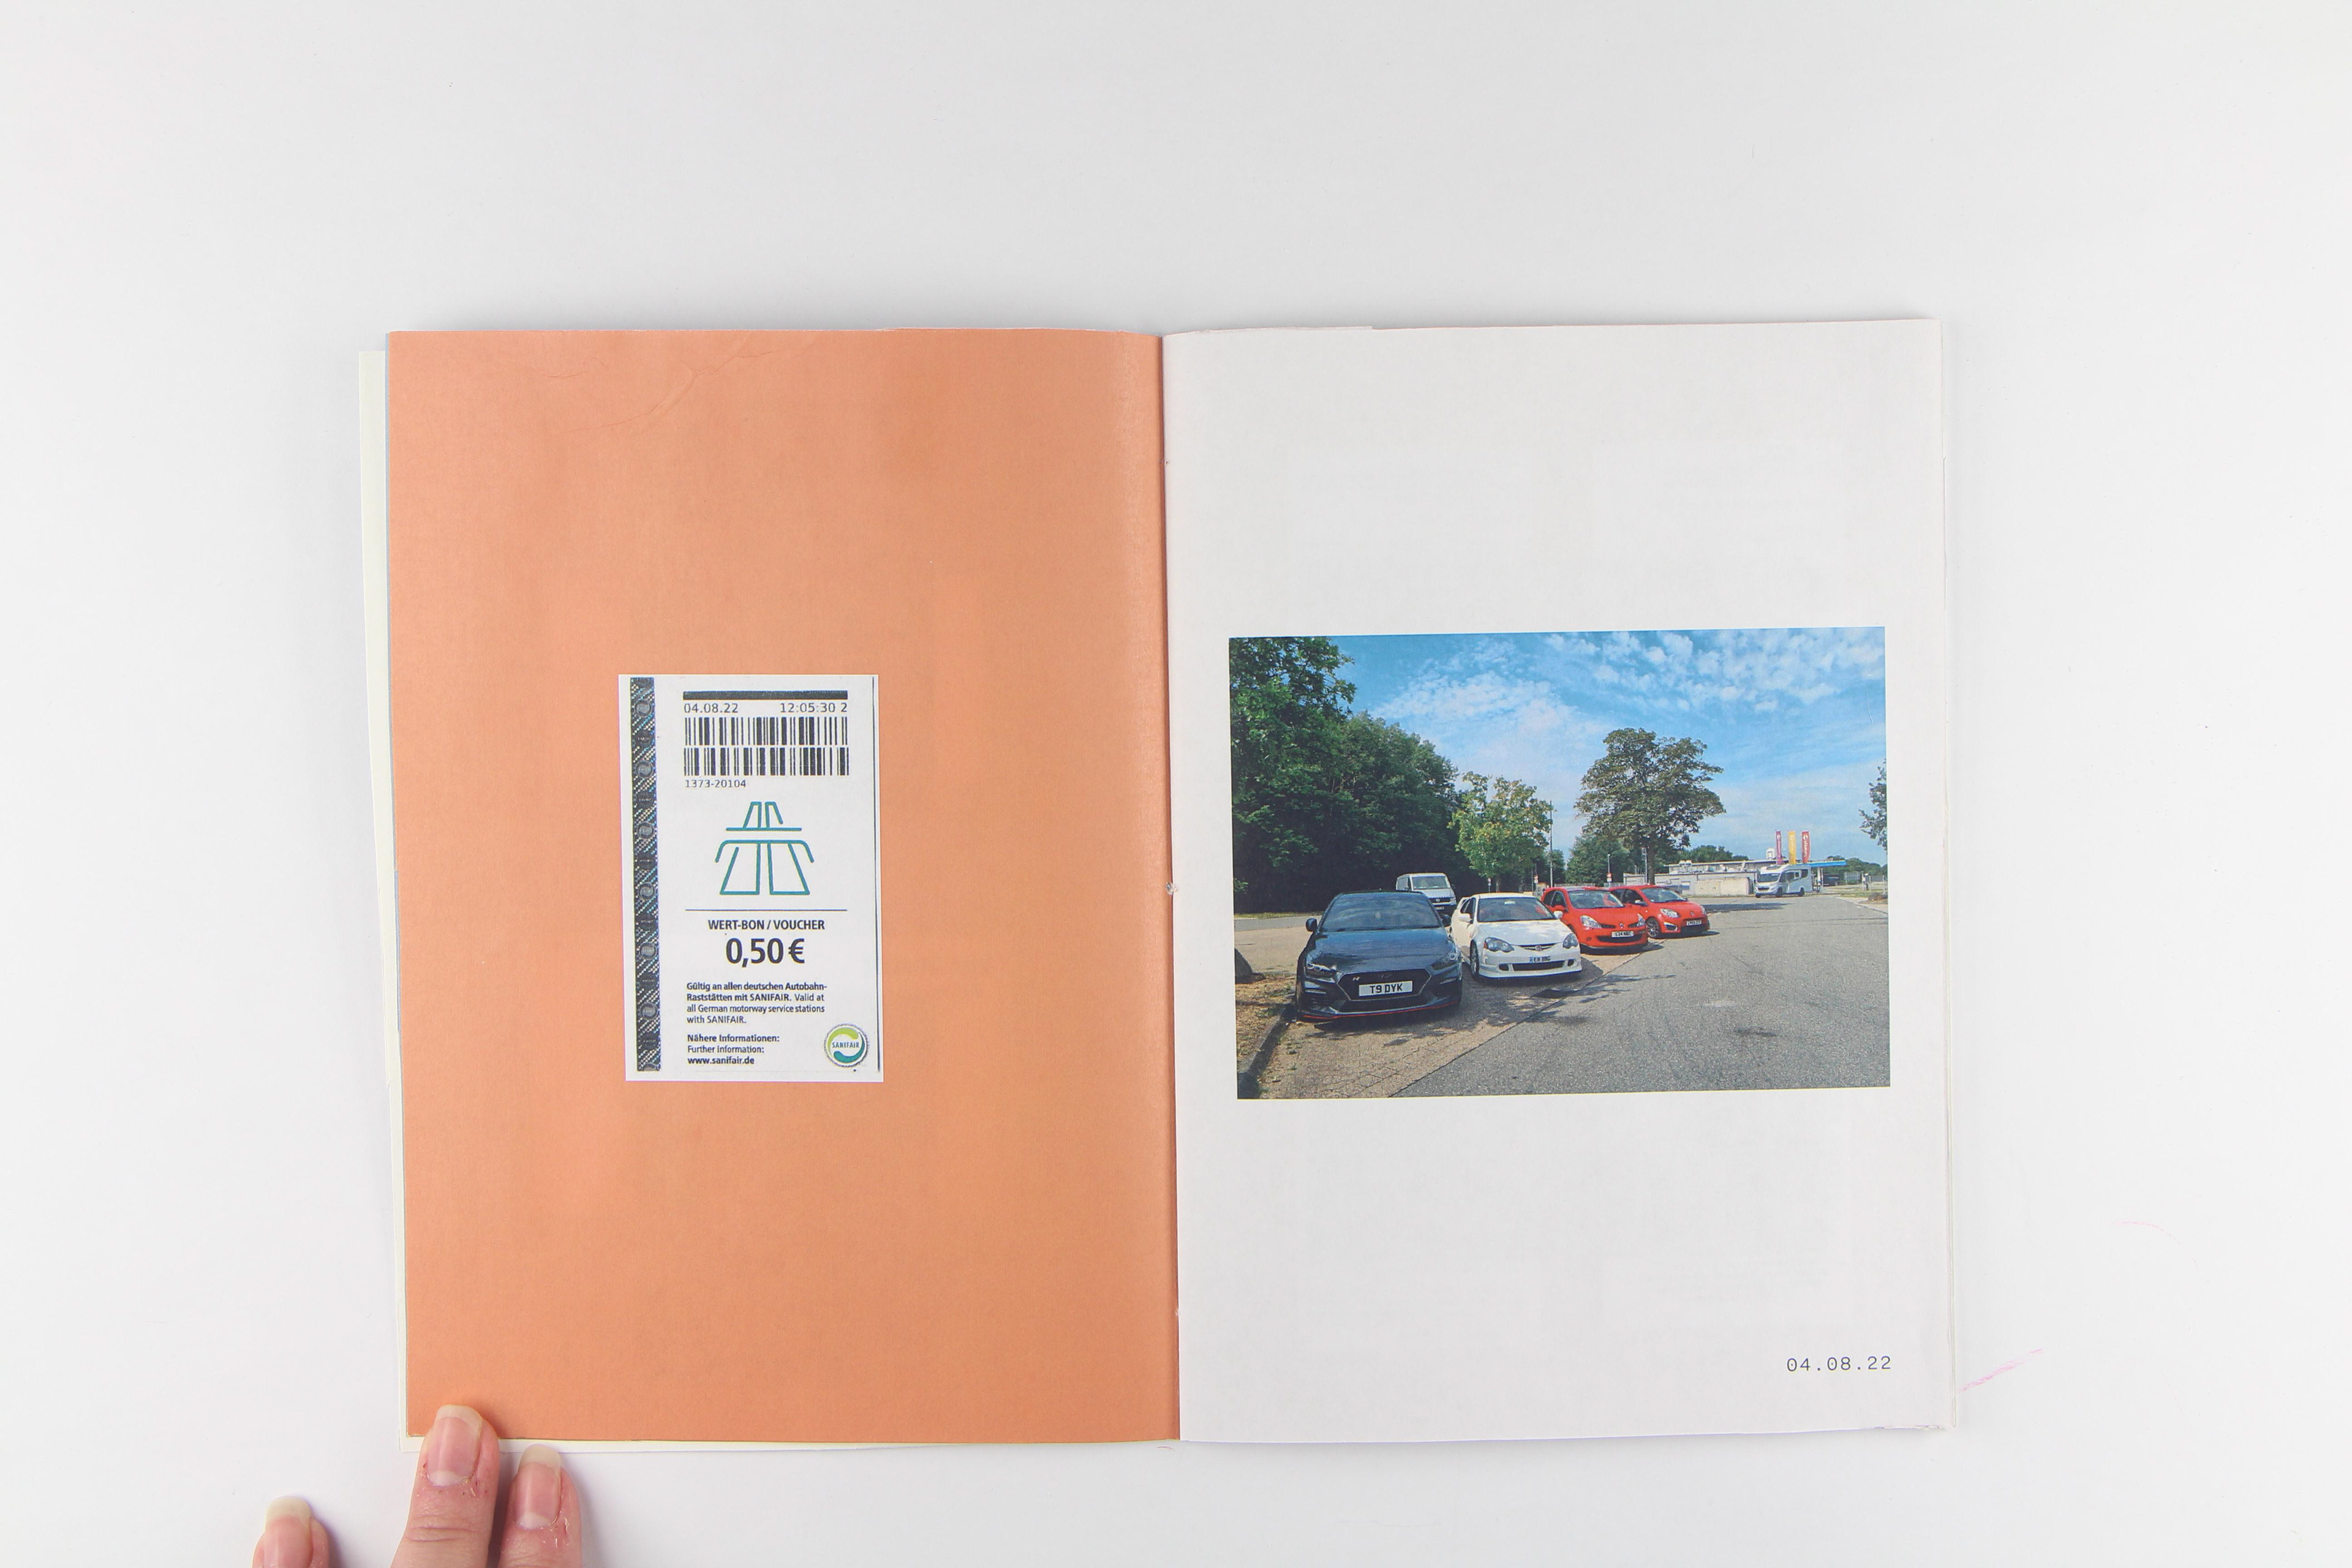 04.08.22 12:05:30 2
1373-20104
WERT-BON / VOUCHER
0,50 €
Gültig an allen deutschen Autobahn-
Raststätten mit SANIFAIR. Valid at
all German motorway service stations
with SANIFAIR.
Nähere Informationen:
Further information:
www.sanifair.de
SANIFAIR
T9 DYK
04.08.22